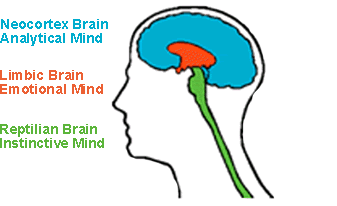 Neocortex Brain
Analytical Mind
Limbic Brain
Emotional Mind
Reptilian Brain
Instinctive Mind